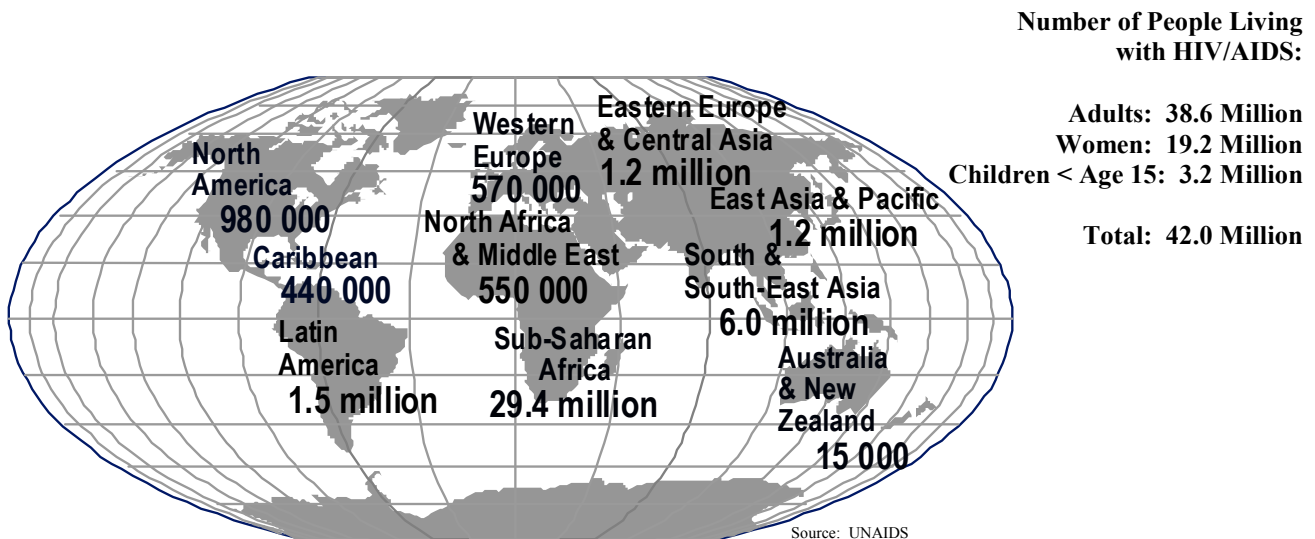 Number of People Living
with HIV/AIDS:
Adults: 38.6 Million
Women: 19.2 Million
Children < Age 15: 3.2 Million
Total: 42.0 Million
North
America
980 000
Caribbean
440 000
Latin
America
1.5 million
Western
Europe
570 000
North Africa
& Middle East
550 000
Sub-Saharan
Africa
29.4 million
Eastern Europe
& Central Asia
1.2 million
East Asia & Pacific
1.2 million
South &
South-East Asia
6.0 million
Australia
& New
Zealand
15 000
Source: UNAIDS